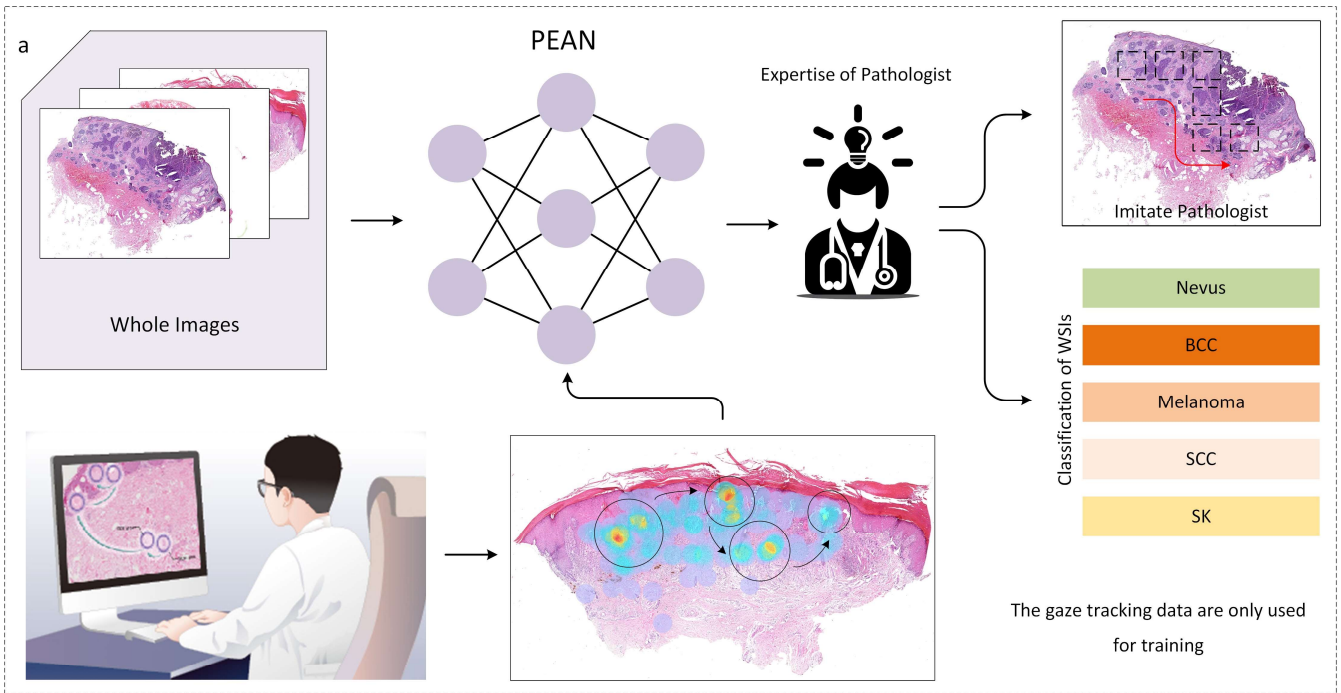 a
PEAN
Expertise of Pathologist
Whole Images
Imitate Pathologist
Classification of WSIs
Nevus
BCC
Melanoma
SCC
SK
The gaze tracking data are only used
for training